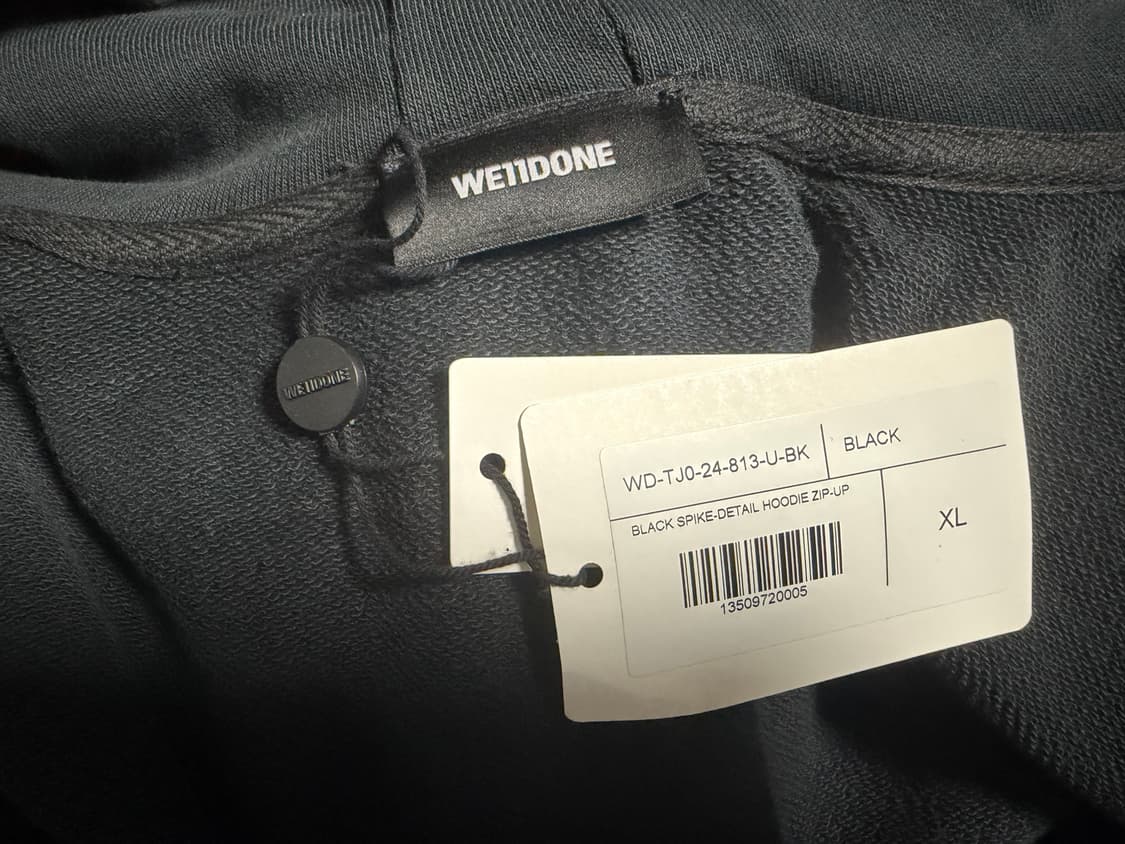 WE11DONE
WE11DONE
WD-TJ0-24-813-U-BK
BLACK
BLACK SPIKE-DETAIL HOODIE ZIP-UP
XL
13509720005